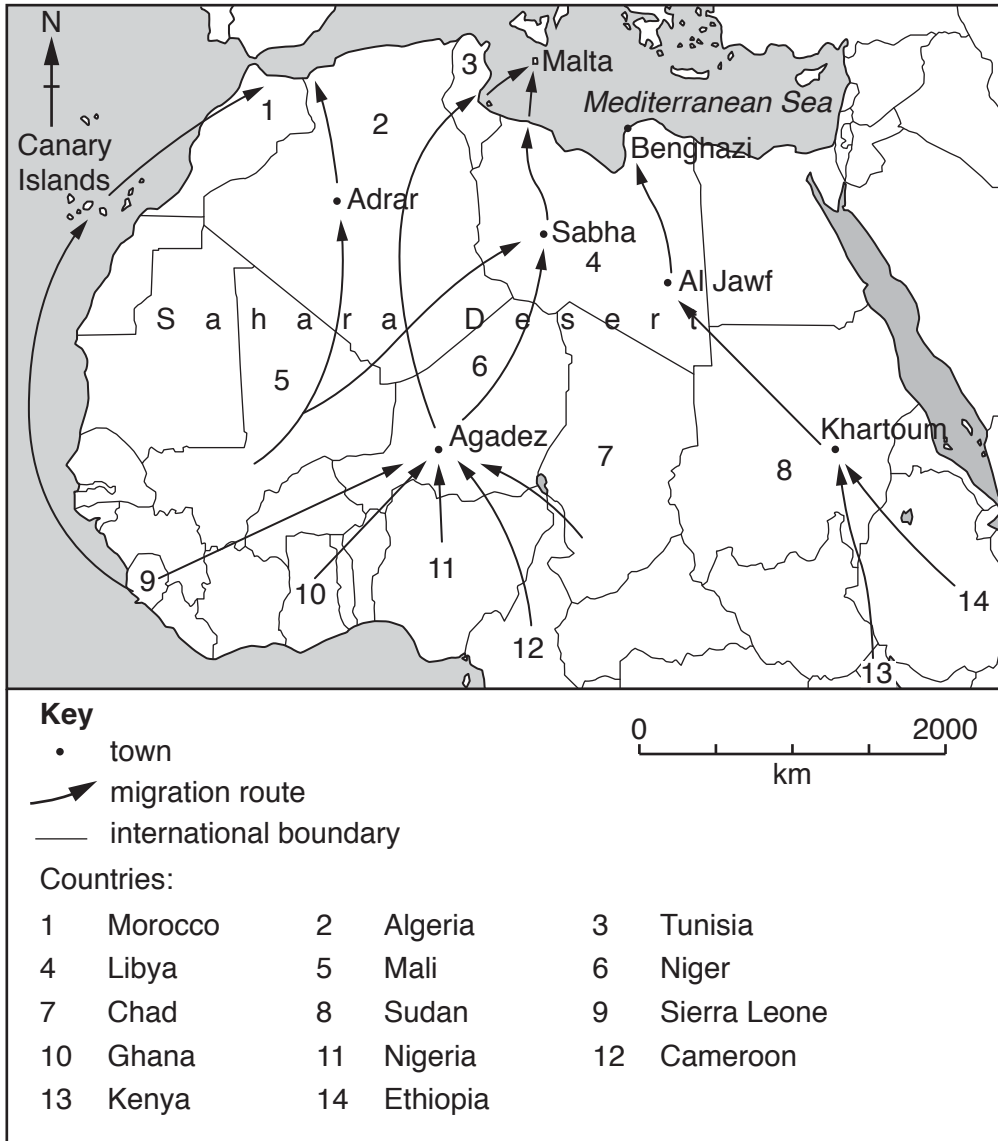 N
Canary
Islands
1
2
3
Malta
Mediterranean Sea
Benghazi
Adrar
Sabha
4
Al Jawf
Sahara Desert
5
6
Agadez
7
Khartoum
8
9
10
11
12
13
14
Key
town
migration route
international boundary
0 2000
km
Countries:
1 Morocco 2 Algeria 3 Tunisia
4 Libya 5 Mali 6 Niger
7 Chad 8 Sudan 9 Sierra Leone
10 Ghana 11 Nigeria 12 Cameroon
13 Kenya 14 Ethiopia